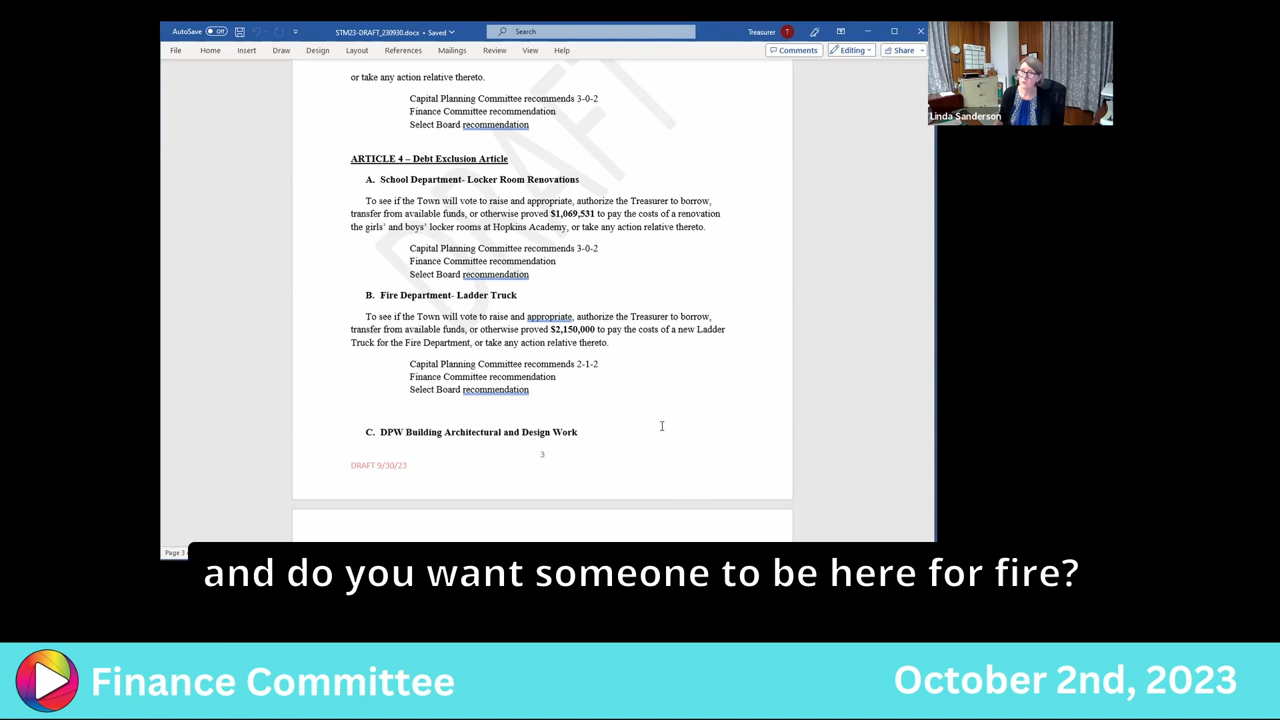 AutoSave Off STM23-DRAFT_230930.docx • Saved Search Treasurer T
File Home Insert Draw Design Layout References Mailings Review View Help Comments Editing Share
or take any action relative thereto.
Capital Planning Committee recommends 3-0-2
Finance Committee recommendation
Select Board recommendation
ARTICLE 4 – Debt Exclusion Article
A. School Department- Locker Room Renovations
To see if the Town will vote to raise and appropriate, authorize the Treasurer to borrow,
transfer from available funds, or otherwise proved $1,069,531 to pay the costs of a renovation
the girls' and boys' locker rooms at Hopkins Academy, or take any action relative thereto.
Capital Planning Committee recommends 3-0-2
Finance Committee recommendation
Select Board recommendation
B. Fire Department- Ladder Truck
To see if the Town will vote to raise and appropriate, authorize the Treasurer to borrow,
transfer from available funds, or otherwise proved $2,150,000 to pay the costs of a new Ladder
Truck for the Fire Department, or take any action relative thereto.
Capital Planning Committee recommends 2-1-2
Finance Committee recommendation
Select Board recommendation
C. DPW Building Architectural and Design Work
3
DRAFT 9/30/23
DRAFT
Page 3
Linda Sanderson
and do you want someone to be here for fire?
Finance Committee
October 2nd, 2023